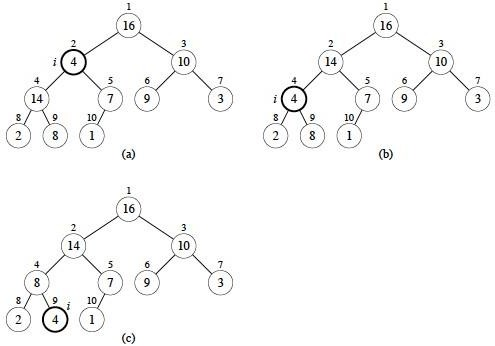 1 1
16 16
2 3 2 3
i 4 10 14 10
4 5 6 7 4 5 6 7
14 7 9 3 i 4 7 9 3
8 9 10 8 9 10
2 8 1 2 8 1
(a) (b)
1
16
2 3
14 10
4 5 6 7
8 7 9 3
8 9 i 10
2 4 1
(c)